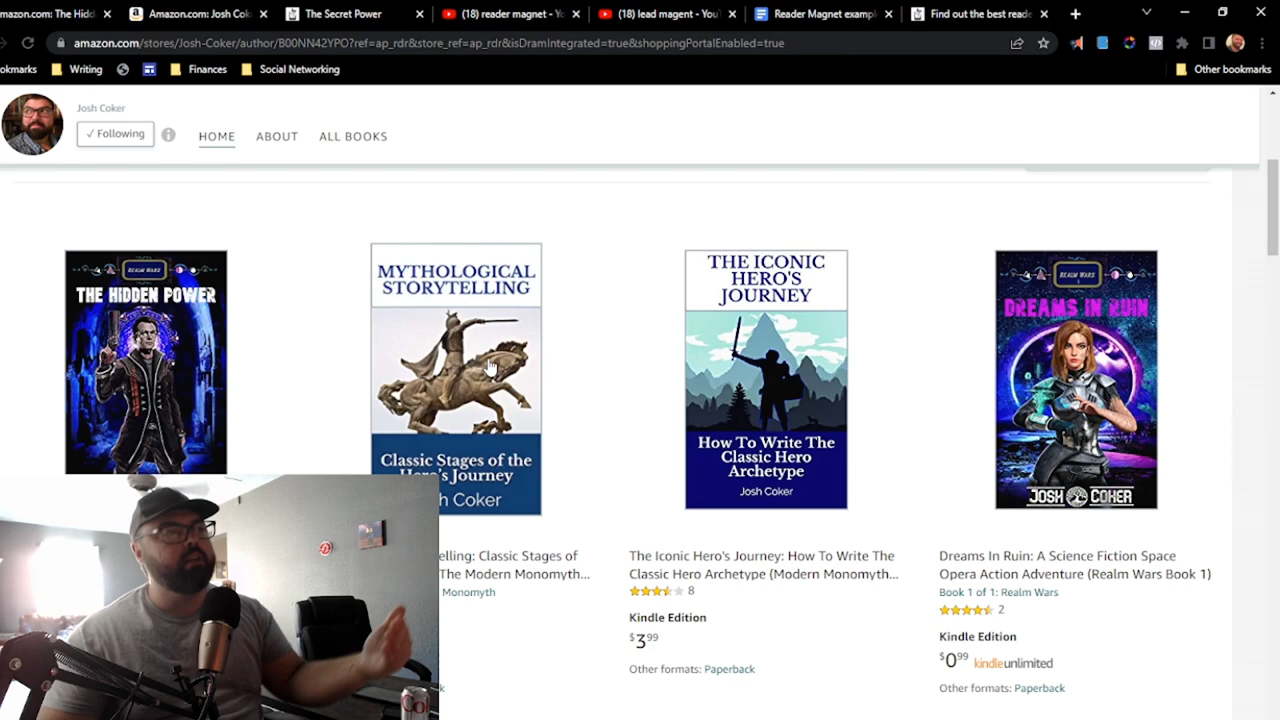 amazon.com: The Hidd
Amazon.com: Josh Cok
The Secret Power
(18) reader magnet - Yo
(18) lead magent - YouT
Reader Magnet exampl
Find out the best reade
amazon.com/stores/Josh-Coker/author/B00NN42YPO?ref=ap_rdr&store_ref=ap_rdr&isDramIntegrated=true&shoppingPortalEnabled=true
okmarks
Writing
Finances
Social Networking
Other bookmarks
Josh Coker
✓ Following
HOME
ABOUT
ALL BOOKS
REALM WARS
THE HIDDEN POWER
MYTHOLOGICAL
STORYTELLING
Classic Stages of the
Hero's Journey
h Coker
THE ICONIC
HERO'S
JOURNEY
How To Write The
Classic Hero
Archetype
Josh Coker
REALM WARS
DREAMS IN RUIN
JOSH COKER
elling: Classic Stages of
The Modern Monomyth...
Monomyth
The Iconic Hero's Journey: How To Write The
Classic Hero Archetype (Modern Monomyth...
8
Kindle Edition
$3.99
Other formats: Paperback
Dreams In Ruin: A Science Fiction Space
Opera Action Adventure (Realm Wars Book 1)
Book 1 of 1: Realm Wars
2
Kindle Edition
$0.99 kindleunlimited
Other formats: Paperback